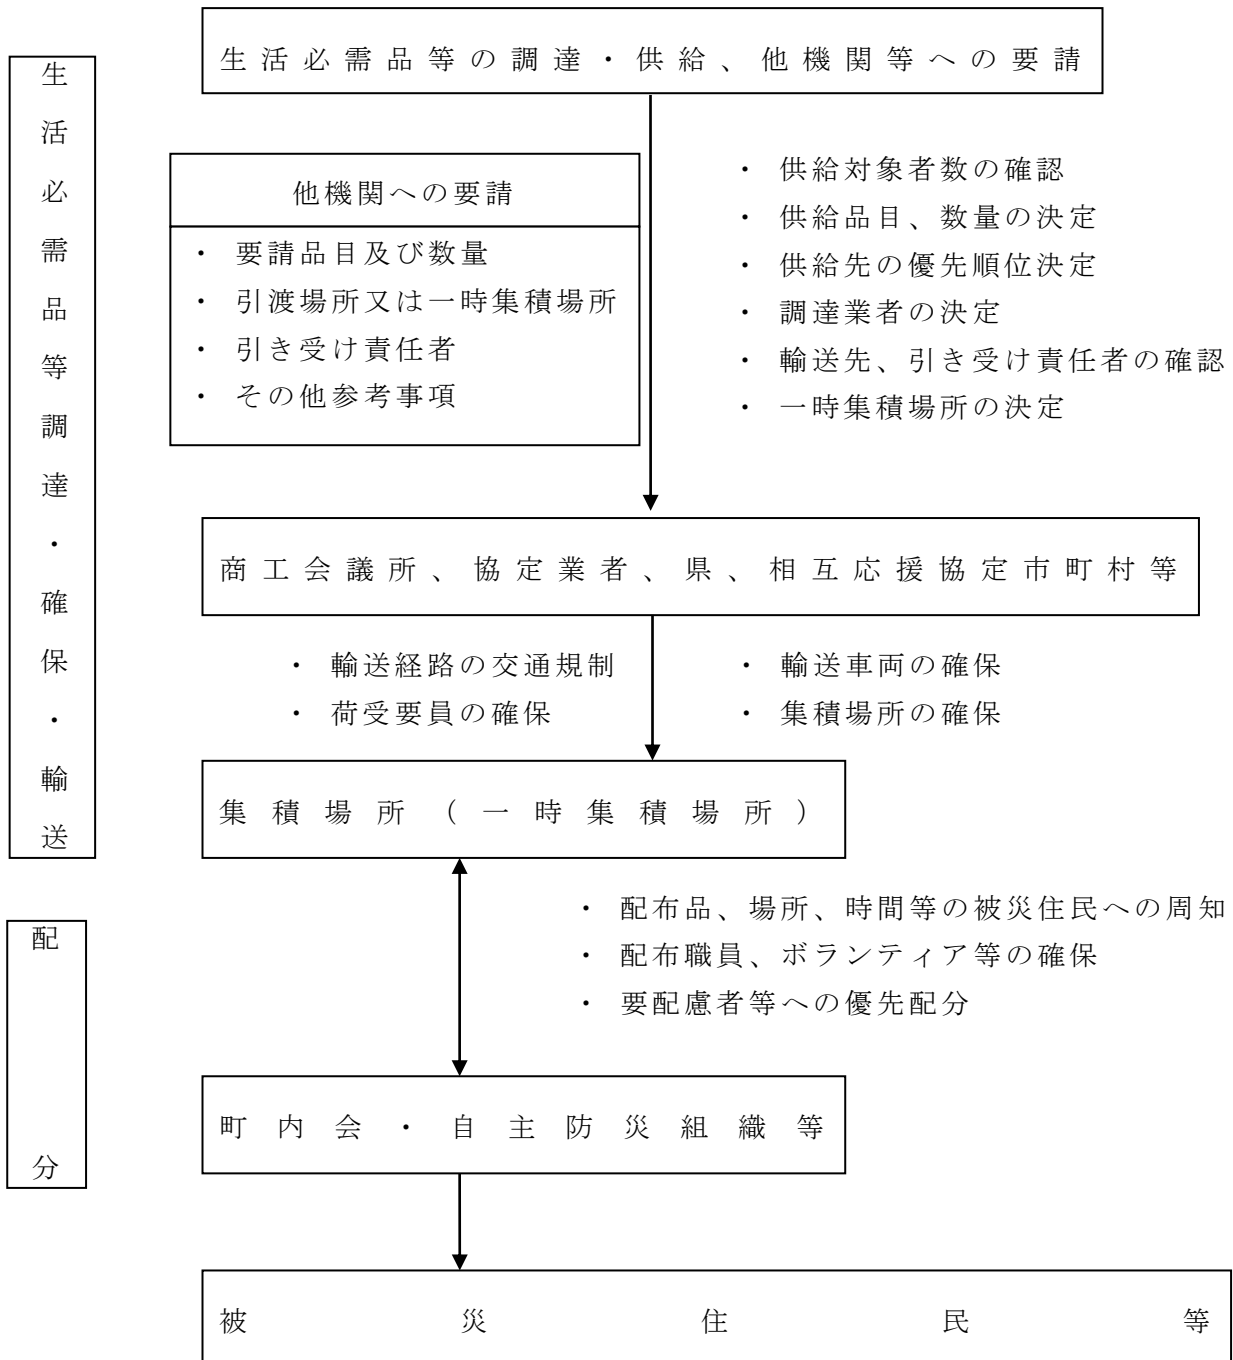 生活必需品等調達・確保・輸送
生活必需品等の調達・供給、他機関等への要請
他機関への要請
・ 要請品目及び数量
・ 引渡場所又は一時集積場所
・ 引き受け責任者
・ その他参考事項
・ 供給対象者数の確認
・ 供給品目、数量の決定
・ 供給先の優先順位決定
・ 調達業者の決定
・ 輸送先、引き受け責任者の確認
・ 一時集積場所の決定
商工会議所、協定業者、県、相互応援協定市町村等
・ 輸送経路の交通規制
・ 荷受要員の確保
・ 輸送車両の確保
・ 集積場所の確保
集積場所(一時集積場所)
配分
・ 配布品、場所、時間等の被災住民への周知
・ 配布職員、ボランティア等の確保
・ 要配慮者等への優先配分
町内会・自主防災組織等
被災住民等